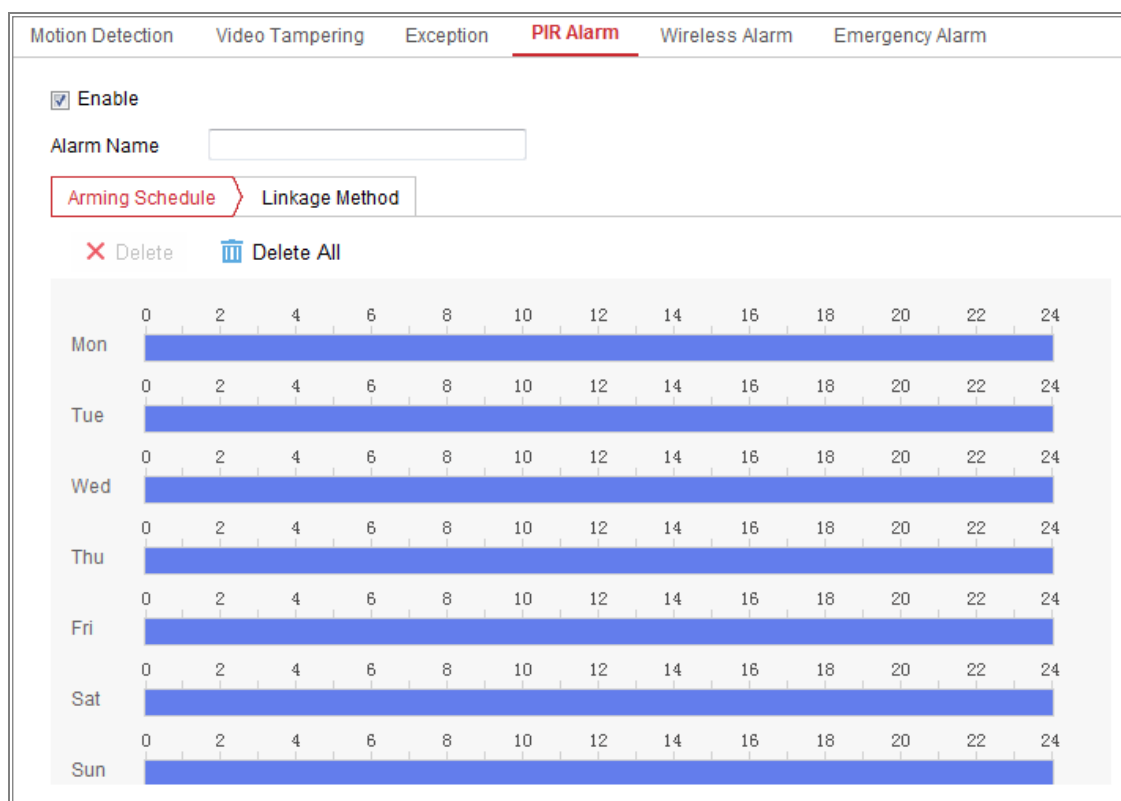 Motion Detection Video Tampering Exception PIR Alarm Wireless Alarm Emergency Alarm
Enable
Alarm Name
Arming Schedule Linkage Method
Delete Delete All
0 2 4 6 8 10 12 14 16 18 20 22 24
Mon
0 2 4 6 8 10 12 14 16 18 20 22 24
Tue
0 2 4 6 8 10 12 14 16 18 20 22 24
Wed
0 2 4 6 8 10 12 14 16 18 20 22 24
Thu
0 2 4 6 8 10 12 14 16 18 20 22 24
Fri
0 2 4 6 8 10 12 14 16 18 20 22 24
Sat
0 2 4 6 8 10 12 14 16 18 20 22 24
Sun